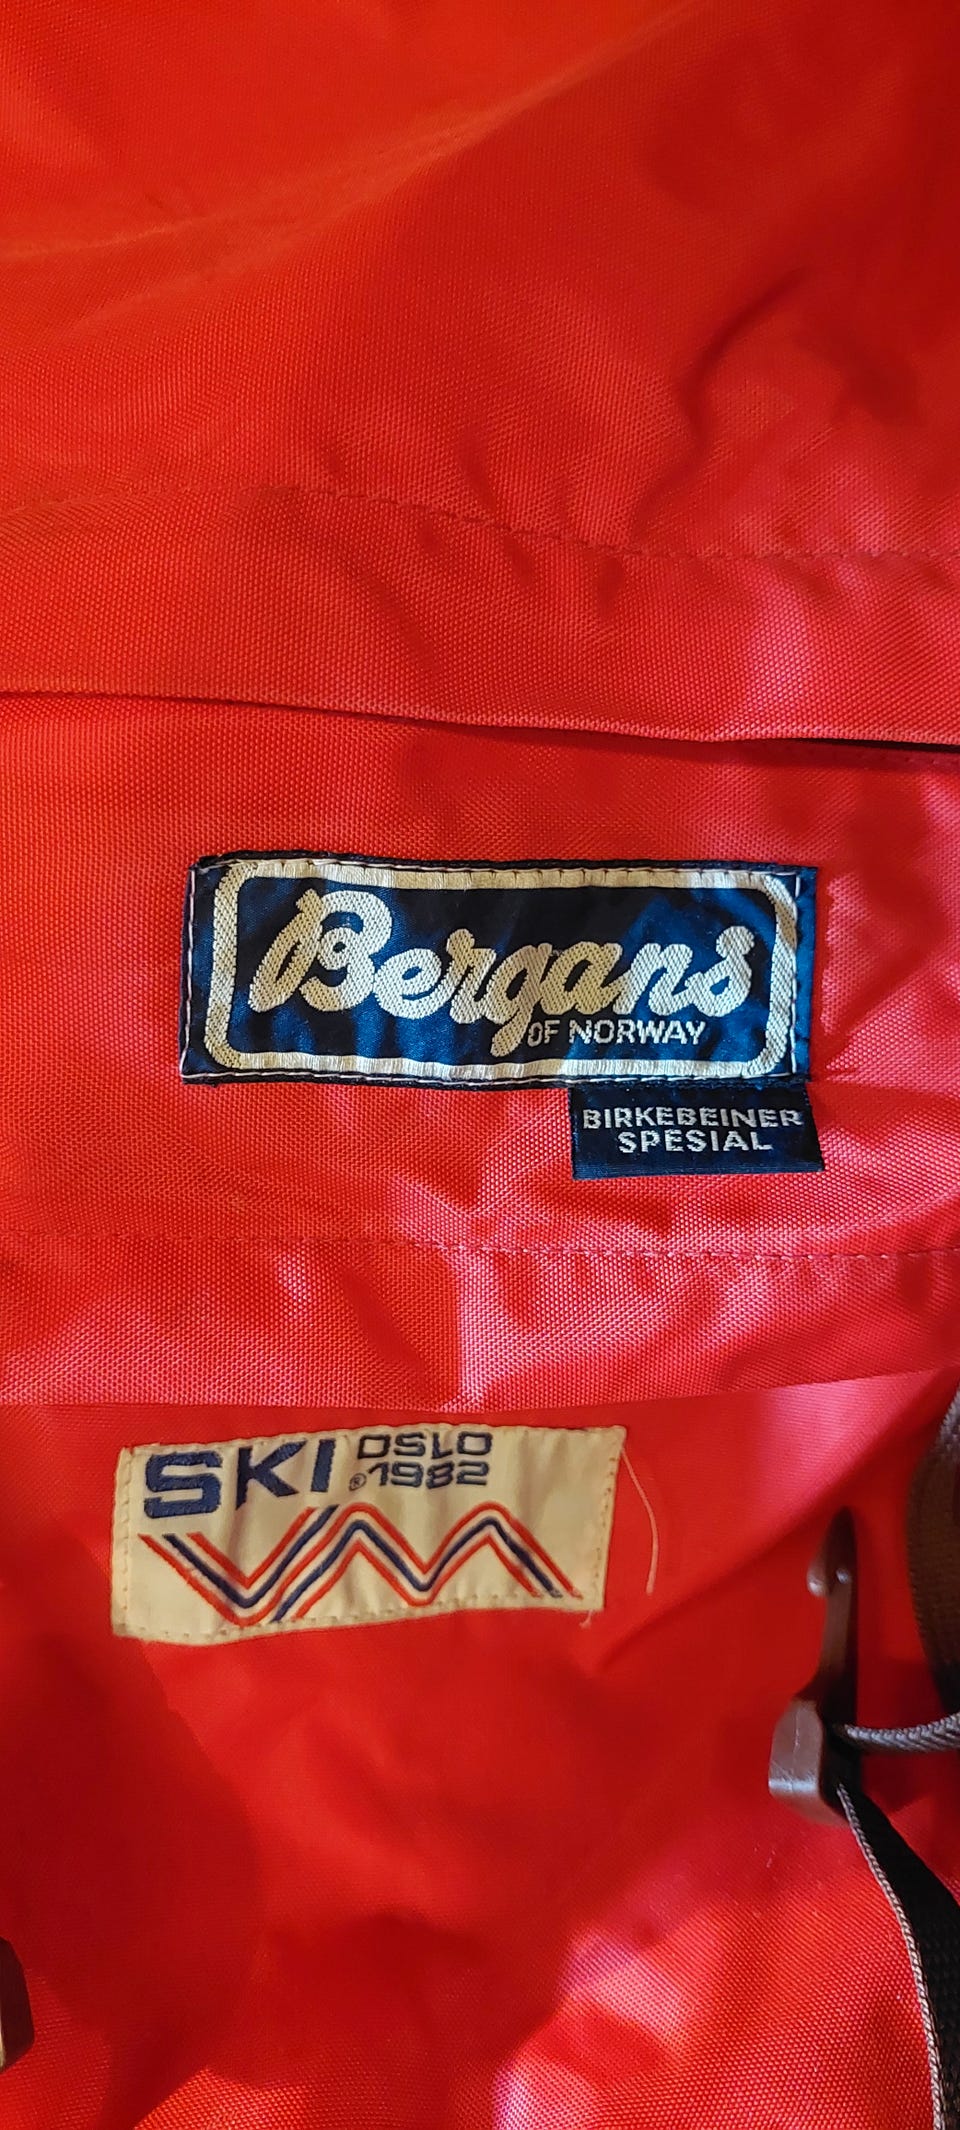 Bergans
OF NORWAY
BIRKEBEINER
SPESIAL
SKI OSLO
®1982
VM